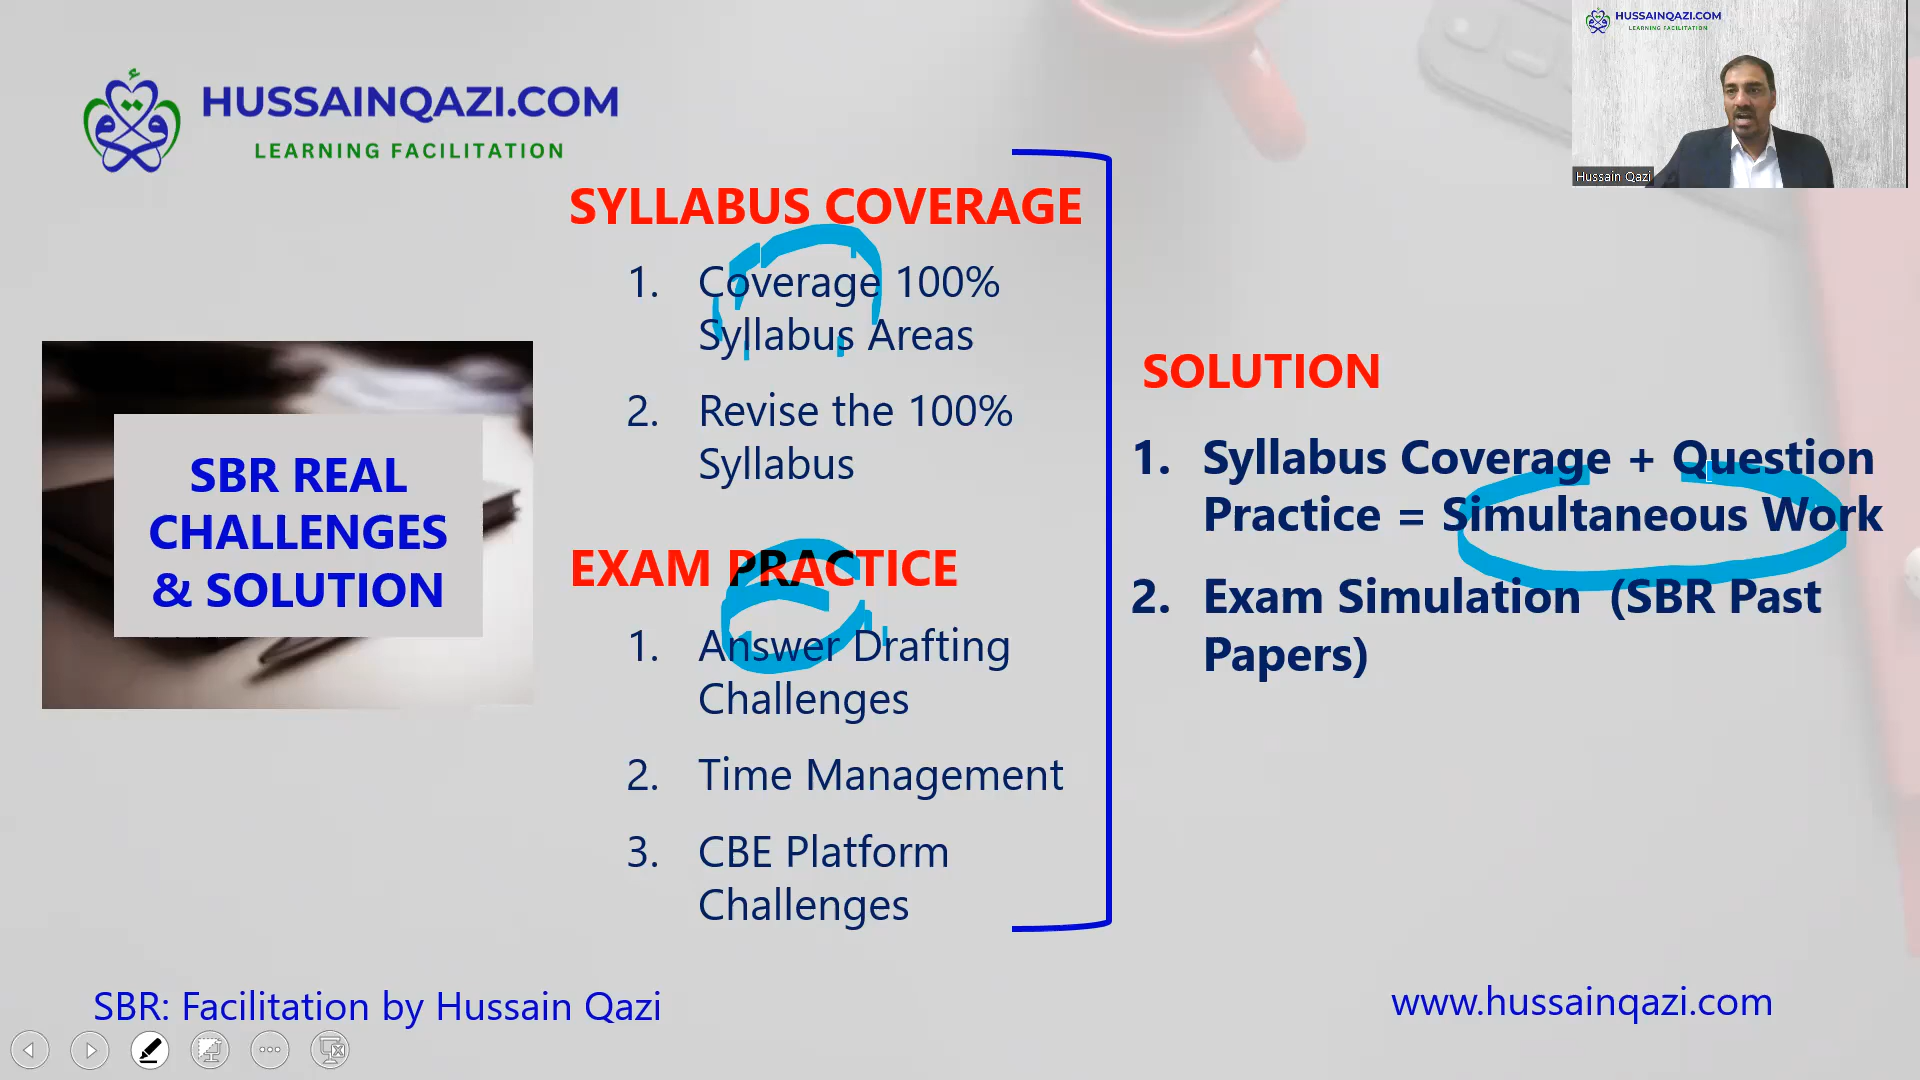 HUSSAINQAZI.COM
LEARNING FACILITATION
HUSSAINQAZI.COM
LEARNING FACILITATION
Hussain Qazi
SBR REAL
CHALLENGES
& SOLUTION
SYLLABUS COVERAGE
1. Coverage 100%
Syllabus Areas
2. Revise the 100%
Syllabus
EXAM PRACTICE
1. Answer Drafting
Challenges
2. Time Management
3. CBE Platform
Challenges
SOLUTION
1. Syllabus Coverage + Question
Practice = Simultaneous Work
2. Exam Simulation (SBR Past
Papers)
SBR: Facilitation by Hussain Qazi
www.hussainqazi.com